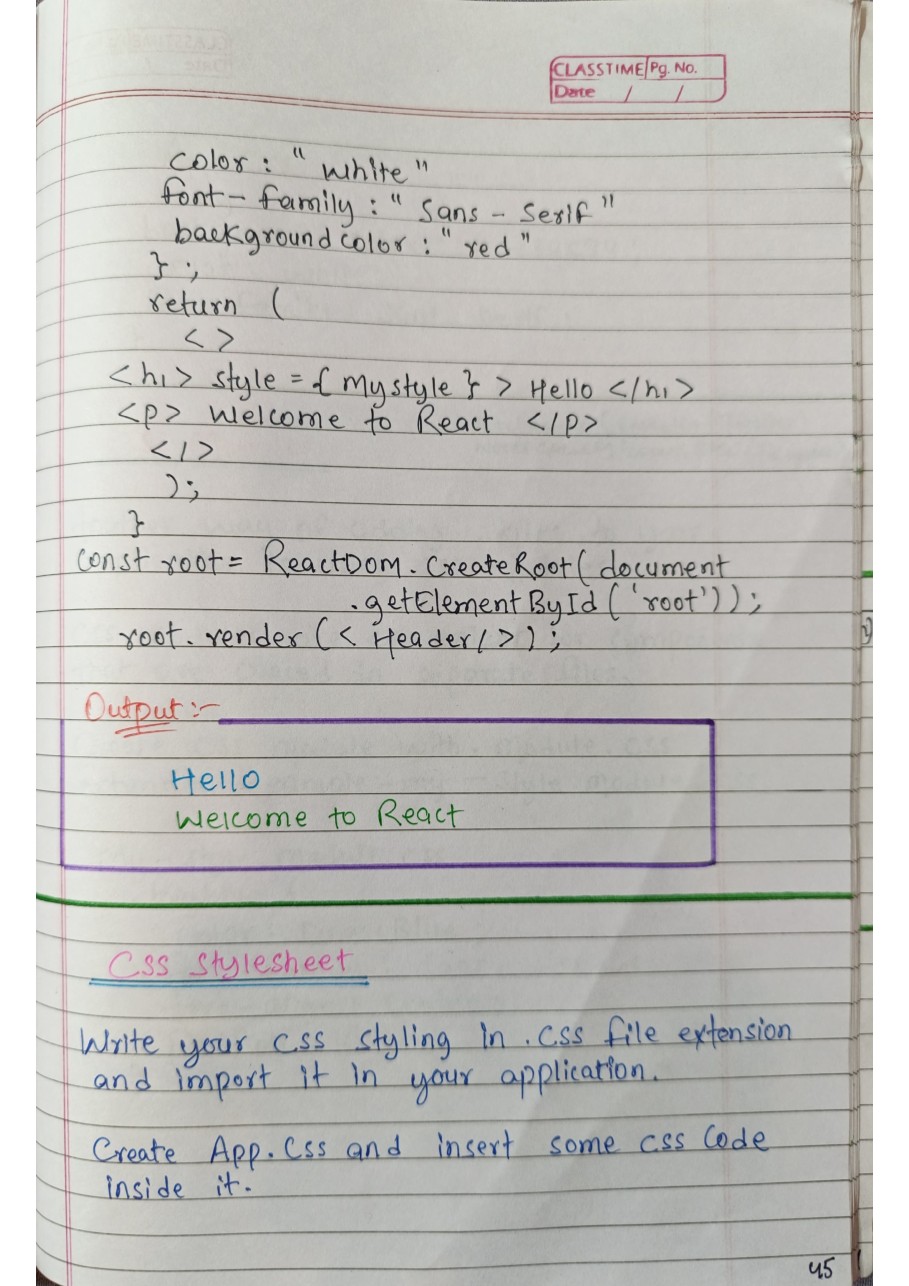 CLASSTIME Pg. No.
Date / /
color : " white "
font - family : " Sans - Serif "
background color : " red "
} ;
return (
< >
<h1> style = { mystyle } > Hello </h1>
<p> Welcome to React </p>
</>
);
}
const root = ReactDom . CreateRoot ( document
. getElementById ( 'root' ) ) ;
root . render ( < Header / > ) ;
Output :-
Hello
Welcome to React
Css Stylesheet
Write your css styling in . css file extension
and import it in your application .
Create App . Css and insert some css Code
inside it .
45